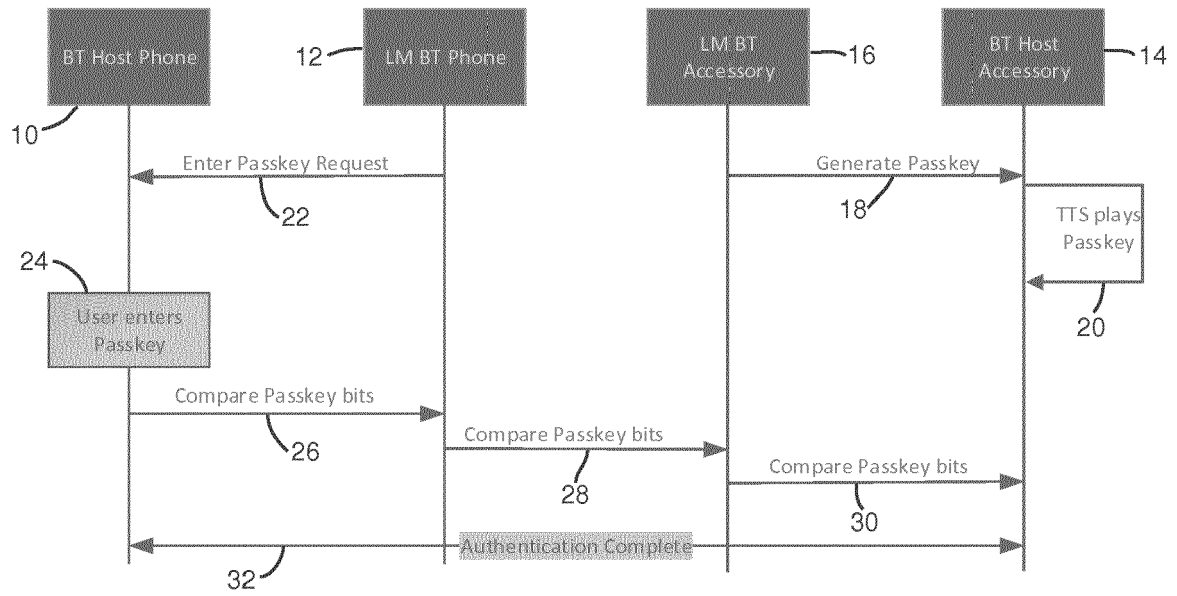 BT Host Phone
12
LM BT Phone
LM BT
Accessory
16
BT Host
Accessory
14
10
Enter Passkey Request
22
Generate Passkey
18
TTS plays
Passkey
20
24
User enters
Passkey
Compare Passkey bits
26
Compare Passkey bits
28
Compare Passkey bits
30
Authentication Complete
32